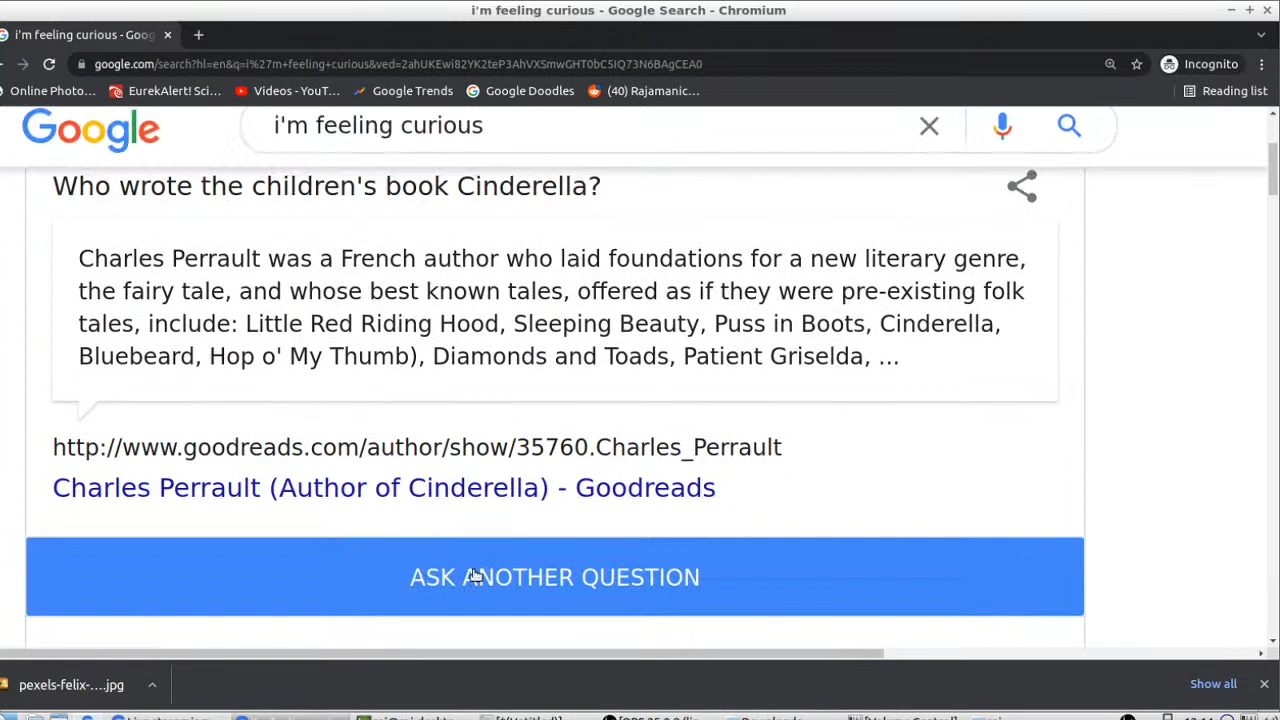 i'm feeling curious - Google Search - Chromium
i'm feeling curious - Goog
google.com/search?hl=en&q=i%27m+feeling+curious&ved=2ahUKEwi82YK2teP3AhVXSmwGHT0bC5IQ73N6BAgCEA0
Incognito
Online Photo...
EurekAlert! Sci...
Videos - YouT...
Google Trends
Google Doodles
(40) Rajamanic...
Reading list
Google
i'm feeling curious
Who wrote the children's book Cinderella?
Charles Perrault was a French author who laid foundations for a new literary genre,
the fairy tale, and whose best known tales, offered as if they were pre-existing folk
tales, include: Little Red Riding Hood, Sleeping Beauty, Puss in Boots, Cinderella,
Bluebeard, Hop o' My Thumb), Diamonds and Toads, Patient Griselda, ...
http://www.goodreads.com/author/show/35760.Charles_Perrault
Charles Perrault (Author of Cinderella) - Goodreads
ASK ANOTHER QUESTION
pexels-felix-....jpg
Show all